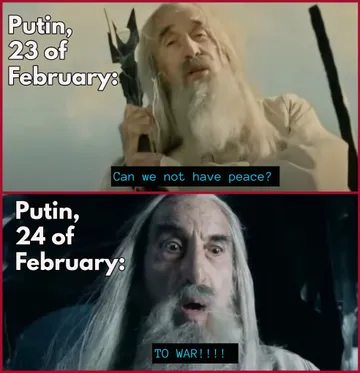 Putin,
23 of
February:
Can we not have peace?
Putin,
24 of
February:
TO WAR!!!!